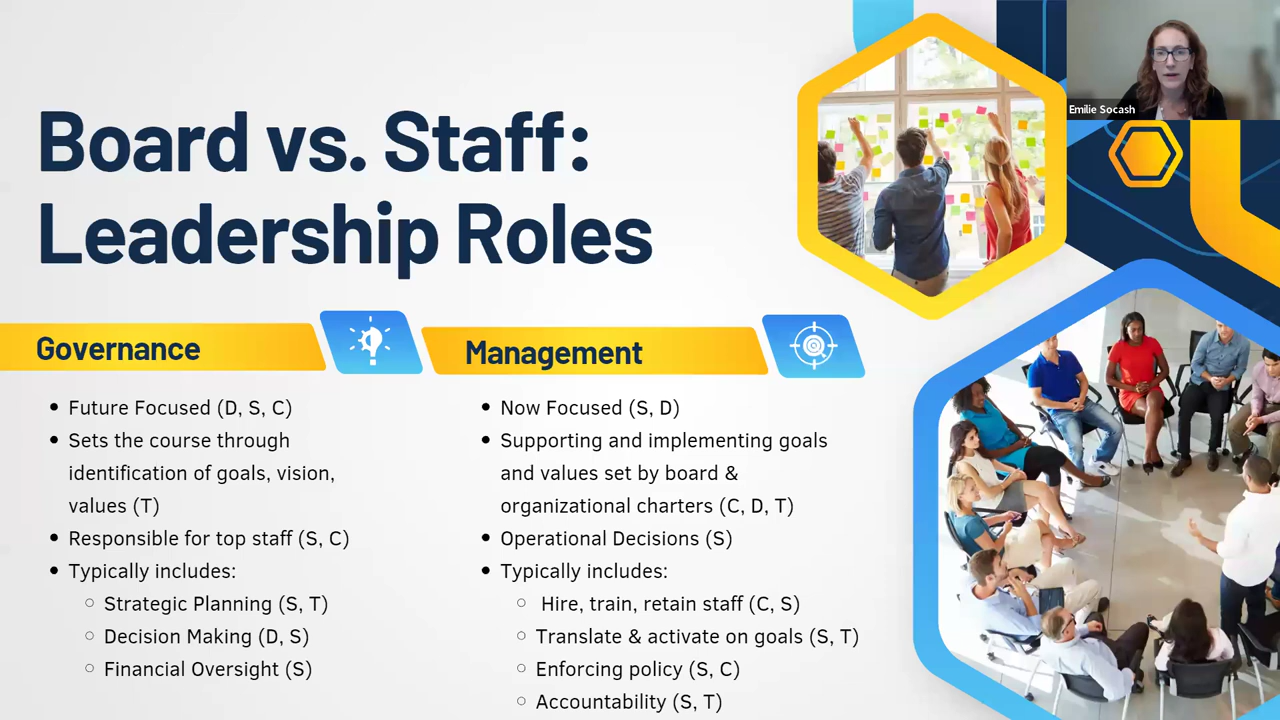 Board vs. Staff:
Leadership Roles
Emilie Socash
Governance
Future Focused (D, S, C)
Sets the course through
identification of goals, vision,
values (T)
Responsible for top staff (S, C)
Typically includes:
Strategic Planning (S, T)
Decision Making (D, S)
Financial Oversight (S)
Management
Now Focused (S, D)
Supporting and implementing goals
and values set by board &
organizational charters (C, D, T)
Operational Decisions (S)
Typically includes:
Hire, train, retain staff (C, S)
Translate & activate on goals (S, T)
Enforcing policy (S, C)
Accountability (S, T)